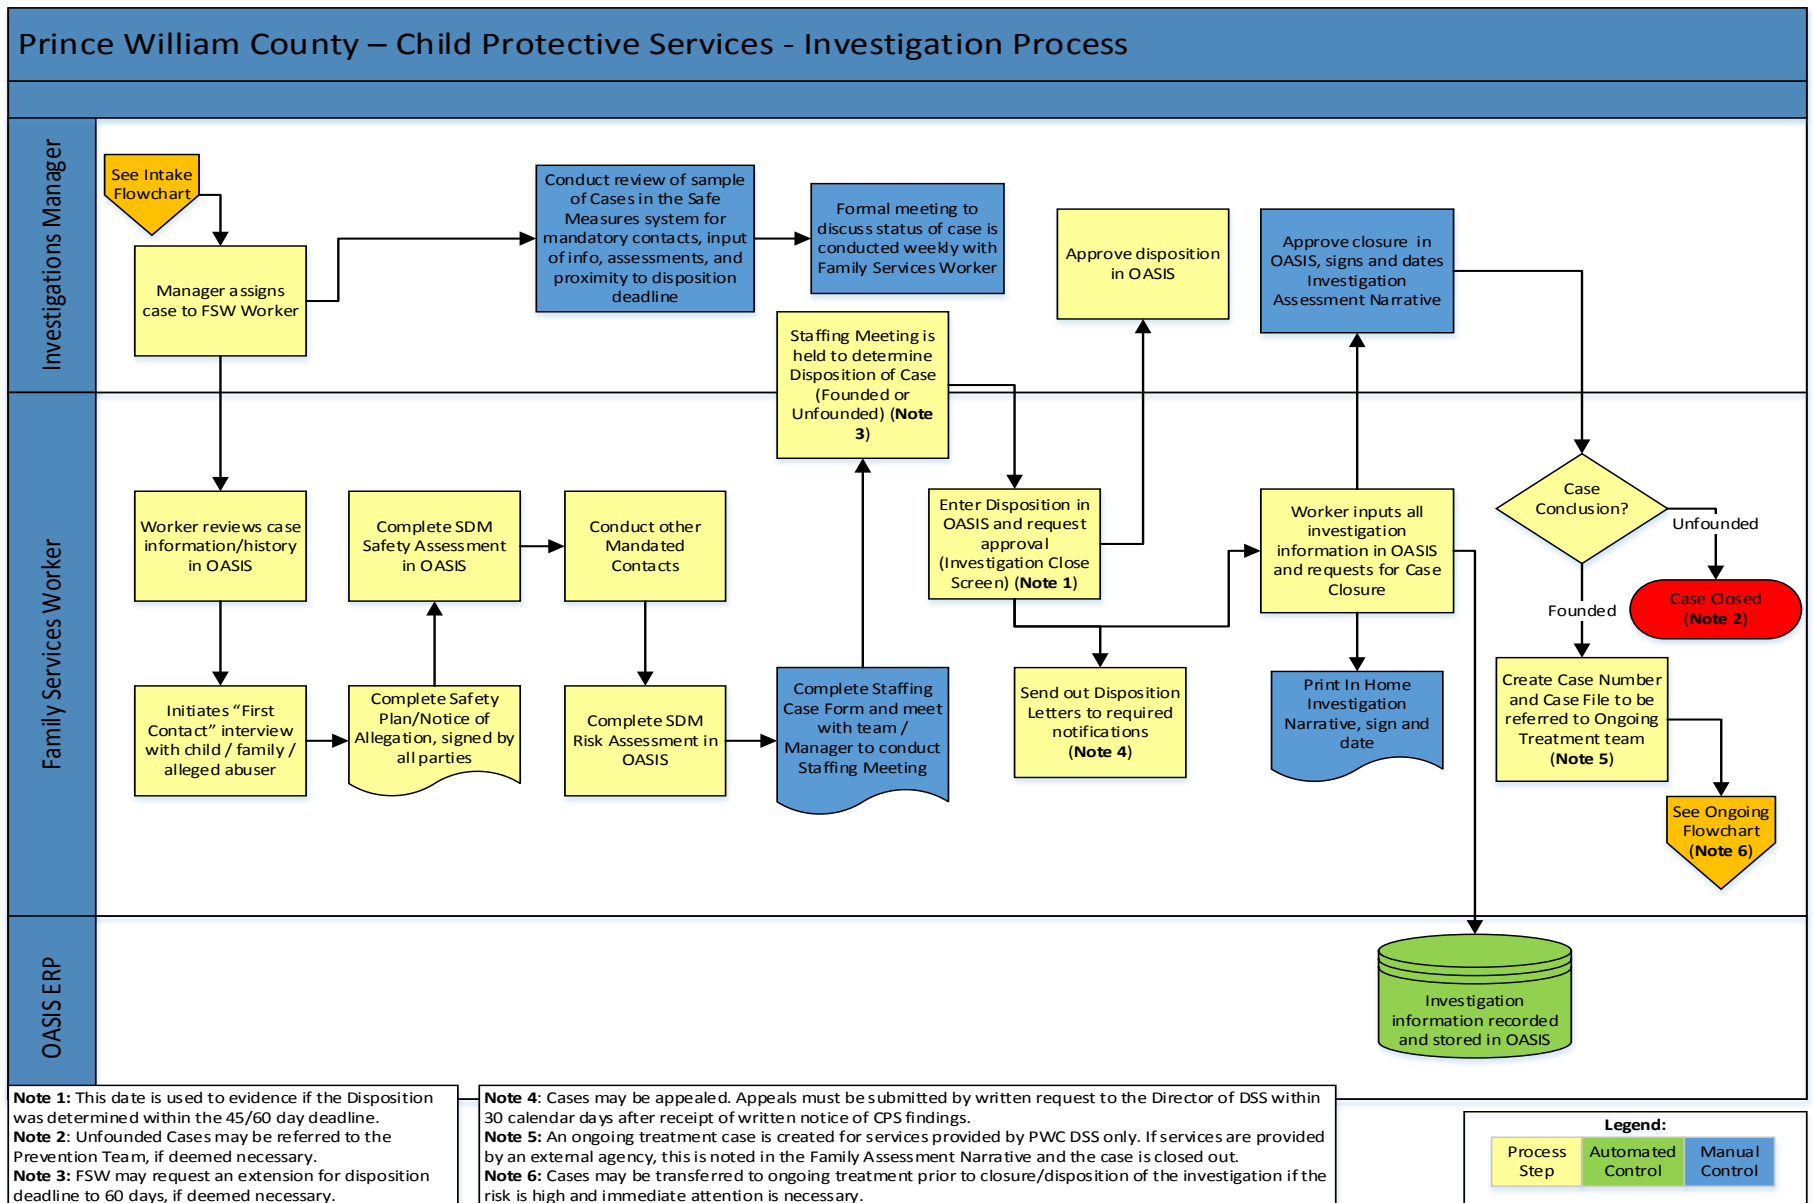 Prince William County – Child Protective Services - Investigation Process
Investigations Manager
See Intake
Flowchart
Manager assigns
case to FSW Worker
Conduct review of sample
of Cases in the Safe
Measures system for
mandatory contacts, input
of info, assessments, and
proximity to disposition
deadline
Formal meeting to
discuss status of case is
conducted weekly with
Family Services Worker
Staffing Meeting is
held to determine
Disposition of Case
(Founded or
Unfounded) (Note
3)
Approve disposition
in OASIS
Approve closure in
OASIS, signs and dates
Investigation
Assessment Narrative
Family Services Worker
Worker reviews case
information/history
in OASIS
Initiates “First
Contact” interview
with child / family /
alleged abuser
Complete SDM
Safety Assessment
in OASIS
Complete Safety
Plan/Notice of
Allegation, signed by
all parties
Conduct other
Mandated
Contacts
Complete SDM
Risk Assessment in
OASIS
Complete Staffing
Case Form and meet
with team /
Manager to conduct
Staffing Meeting
Enter Disposition in
OASIS and request
approval
(Investigation Close
Screen) (Note 1)
Send out Disposition
Letters to required
notifications
(Note 4)
Worker inputs all
investigation
information in OASIS
and requests for Case
Closure
Print In Home
Investigation
Narrative, sign and
date
Case
Conclusion?
Unfounded
Founded
Case Closed
(Note 2)
Create Case Number
and Case File to be
referred to Ongoing
Treatment team
(Note 5)
See Ongoing
Flowchart
(Note 6)
OASIS ERP
Investigation
information recorded
and stored in OASIS
Note 1: This date is used to evidence if the Disposition
was determined within the 45/60 day deadline.
Note 2: Unfounded Cases may be referred to the
Prevention Team, if deemed necessary.
Note 3: FSW may request an extension for disposition
deadline to 60 days, if deemed necessary.
Note 4: Cases may be appealed. Appeals must be submitted by written request to the Director of DSS within
30 calendar days after receipt of written notice of CPS findings.
Note 5: An ongoing treatment case is created for services provided by PWC DSS only. If services are provided
by an external agency, this is noted in the Family Assessment Narrative and the case is closed out.
Note 6: Cases may be transferred to ongoing treatment prior to closure/disposition of the investigation if the
risk is high and immediate attention is necessary.
Legend:
Process
Step
Automated
Control
Manual
Control